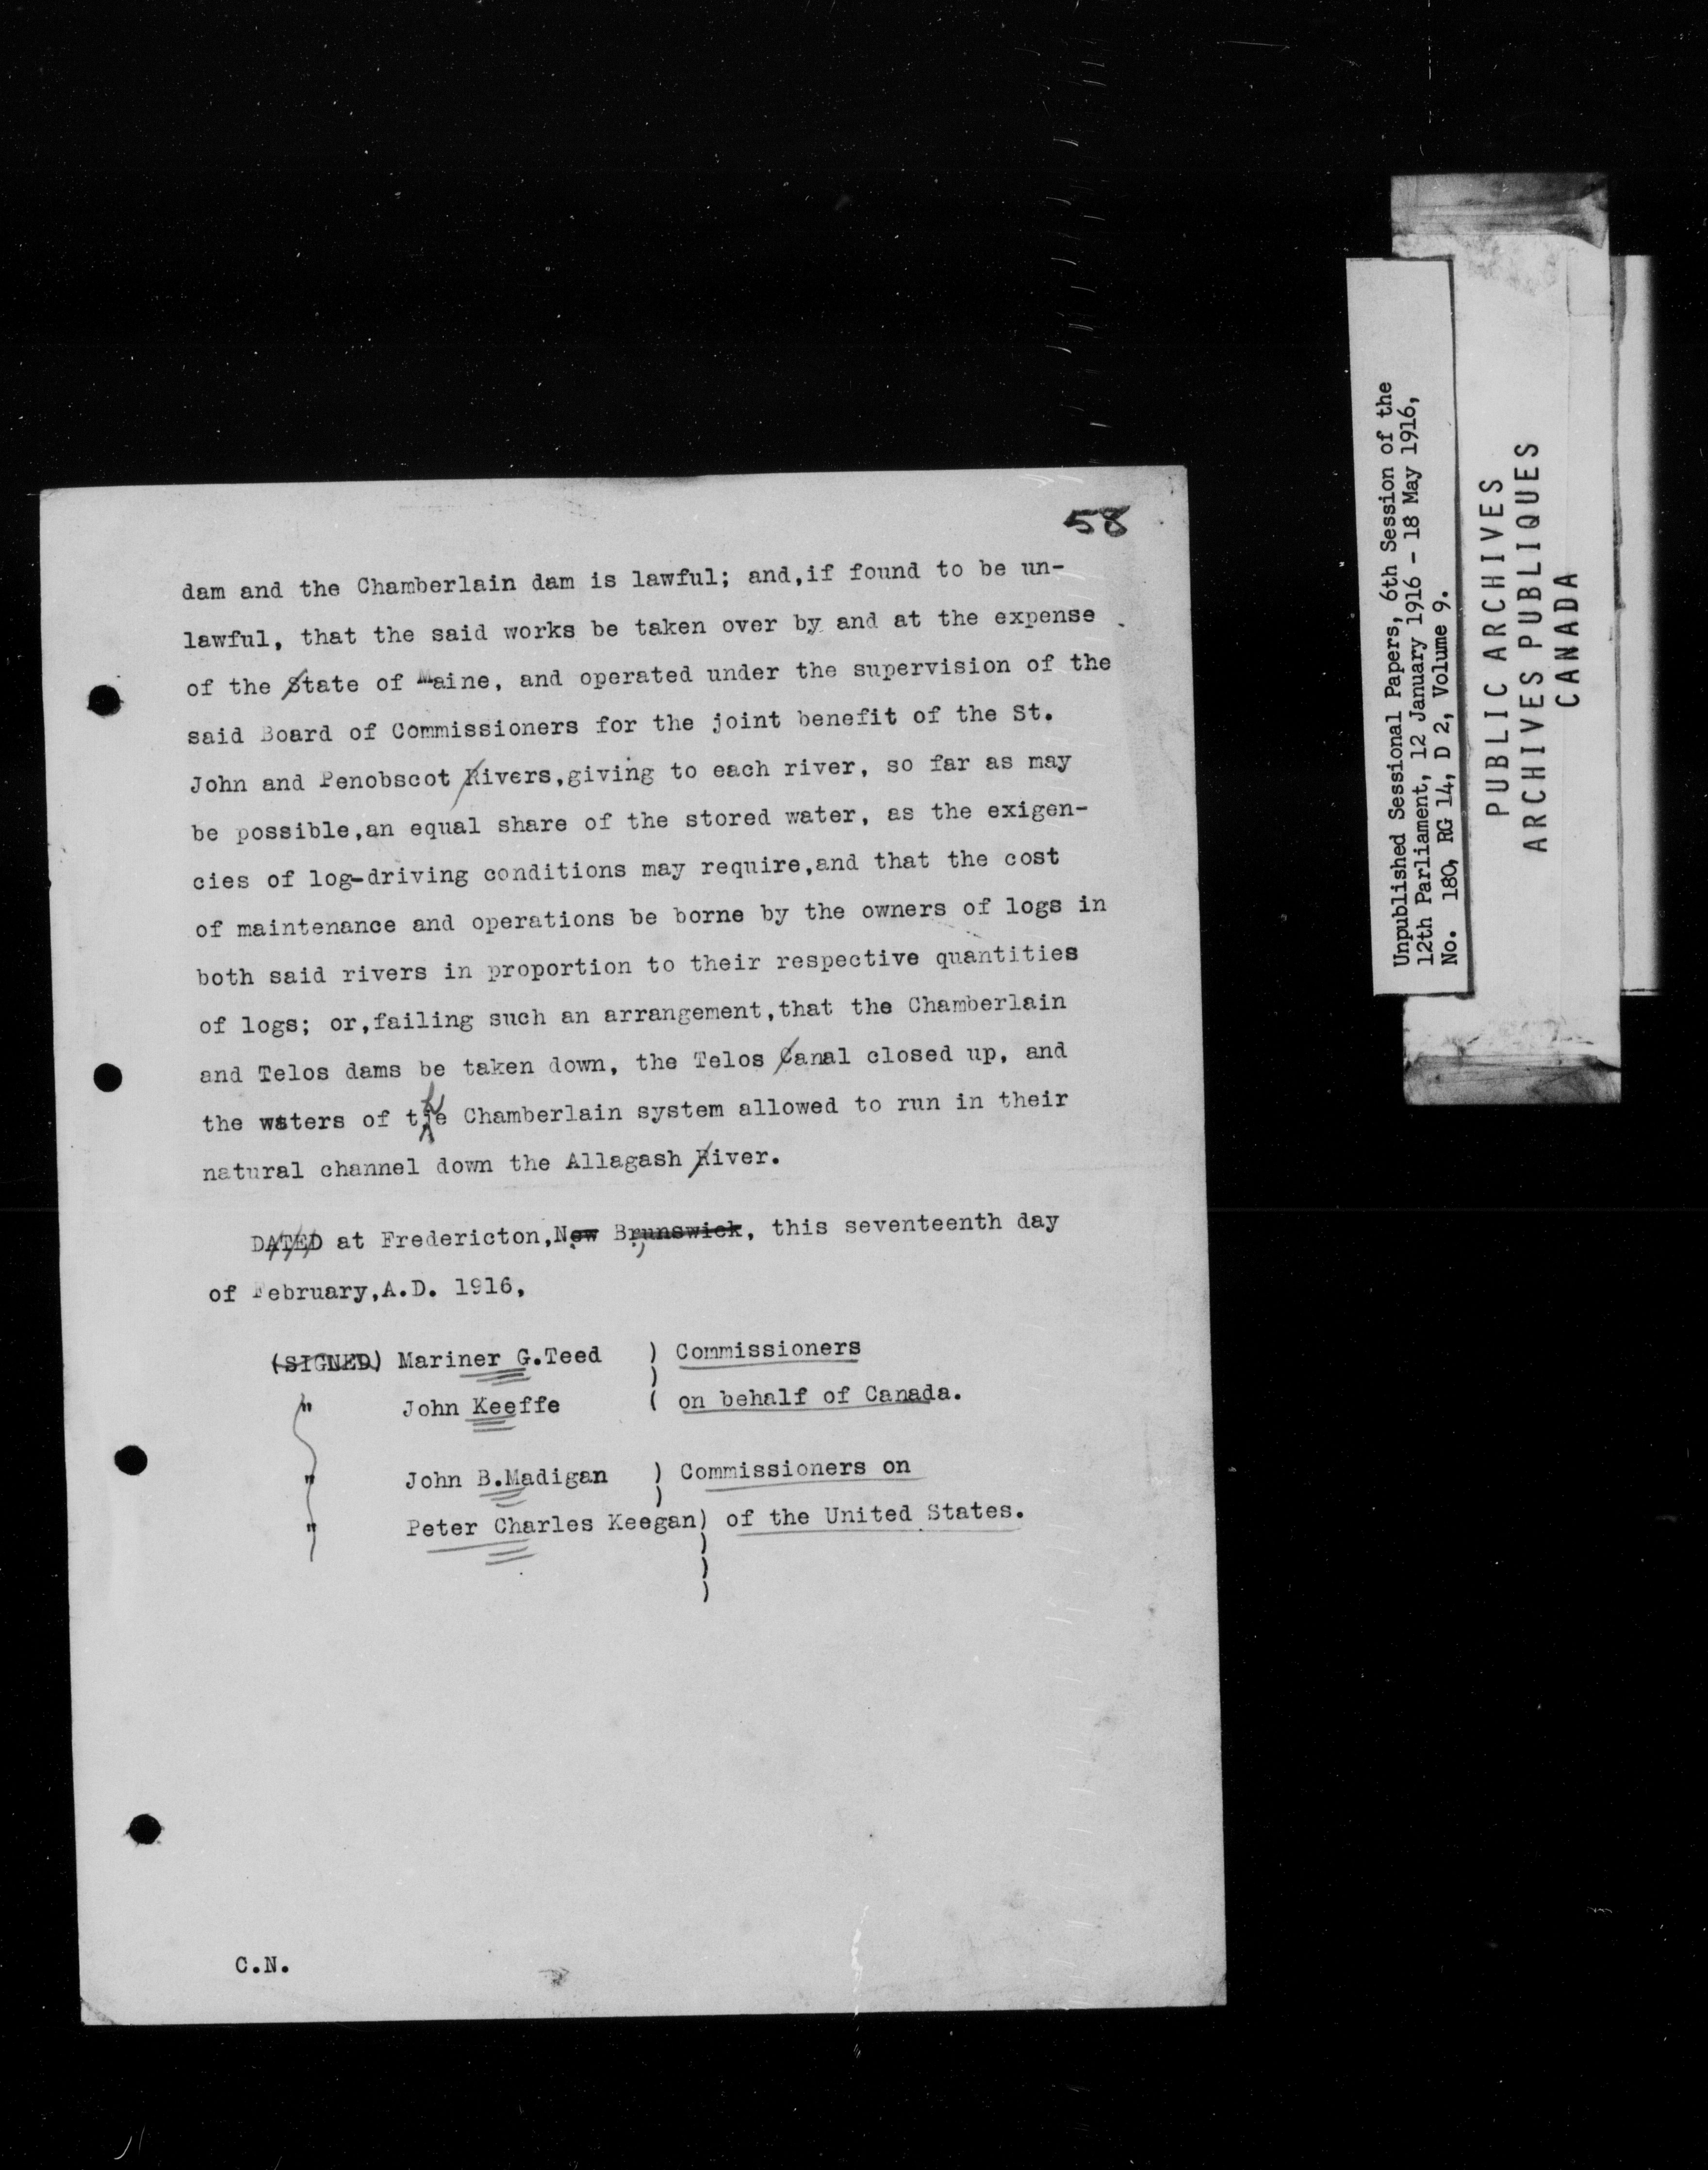 58
dam and the Chamberlain dam is lawful; and,if found to be un-
lawful, that the said works be taken over by and at the expense
of the State of Maine, and operated under the supervision of the
said Board of Commissioners for the joint benefit of the St.
John and Penobscot Rivers,giving to each river, so far as may
be possible,an equal share of the stored water, as the exigen-
cies of log-driving conditions may require,and that the cost
of maintenance and operations be borne by the owners of logs in
both said rivers in proportion to their respective quantities
of logs; or,failing such an arrangement,that the Chamberlain
and Telos dams be taken down, the Telos Canal closed up, and
the waters of the Chamberlain system allowed to run in their
natural channel down the Allagash River.
DATED at Fredericton,New Brunswick, this seventeenth day
of February,A.D. 1916,
(SIGNED) Mariner G.Teed ) Commissioners
)
" John Keeffe ( on behalf of Canada.
" John B.Madigan ) Commissioners on
)
" Peter Charles Keegan) of the United States.
)
)
)
C.N.
Unpublished Sessional Papers, 6th Session of the
12th Parliament, 12 January 1916 - 18 May 1916,
No. 180, RG 14, D 2, Volume 9.
PUBLIC ARCHIVES
ARCHIVES PUBLIQUES
CANADA